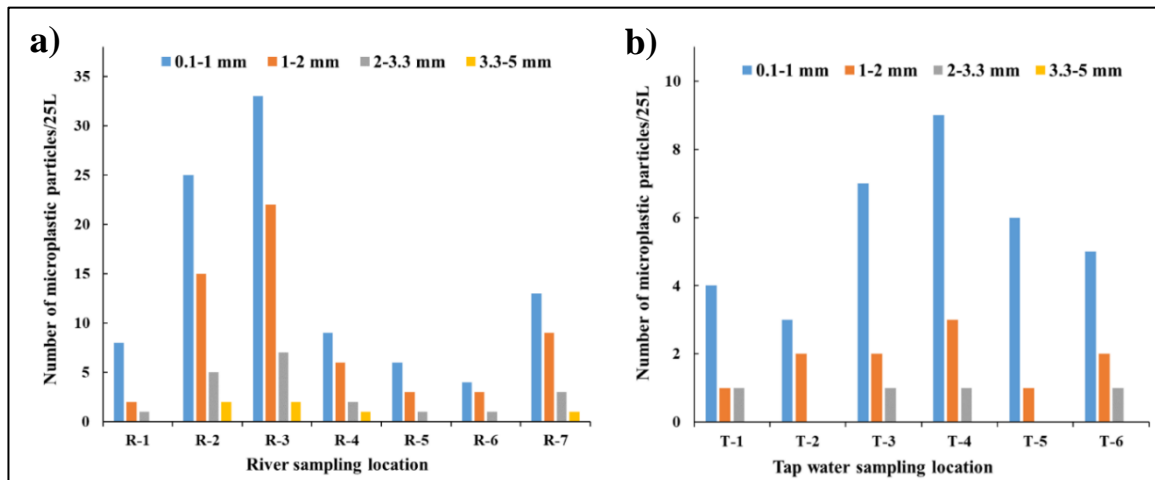 a)
0.1-1 mm 1-2 mm 2-3.3 mm 3.3-5 mm
Number of microplastic particles/25L
35
30
25
20
15
10
5
0
R-1 R-2 R-3 R-4 R-5 R-6 R-7
River sampling location
b)
0.1-1 mm 1-2 mm 2-3.3 mm 3.3-5 mm
Number of microplastic particles/25L
10
8
6
4
2
0
T-1 T-2 T-3 T-4 T-5 T-6
Tap water sampling location